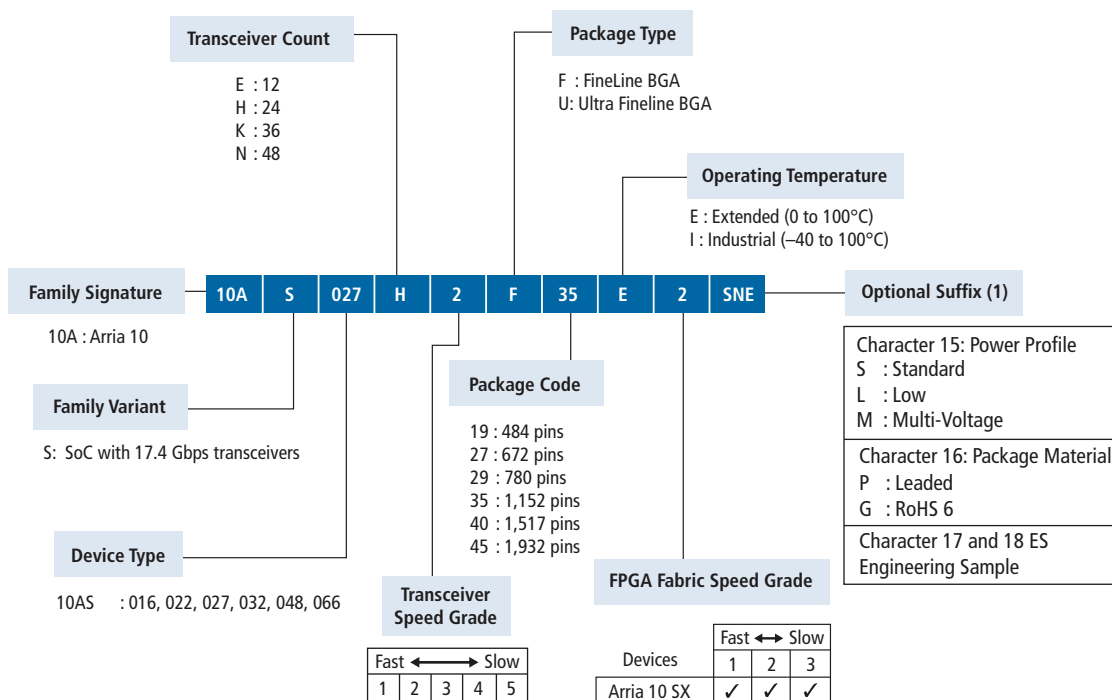 Transceiver Count
E : 12
H : 24
K : 36
N : 48
Package Type
F : FineLine BGA
U: Ultra Fineline BGA
Operating Temperature
E : Extended (0 to 100°C)
I : Industrial (–40 to 100°C)
Family Signature
10A : Arria 10
10A S 027 H 2 F 35 E 2 SNE
Optional Suffix (1)
Character 15: Power Profile
S : Standard
L : Low
M : Multi-Voltage
Character 16: Package Material
P : Leaded
G : RoHS 6
Character 17 and 18 ES
Engineering Sample
Family Variant
S: SoC with 17.4 Gbps transceivers
Package Code
19 : 484 pins
27 : 672 pins
29 : 780 pins
35 : 1,152 pins
40 : 1,517 pins
45 : 1,932 pins
Device Type
10AS : 016, 022, 027, 032, 048, 066
Transceiver
Speed Grade
Fast ↔ Slow
1 2 3 4 5
FPGA Fabric Speed Grade
Fast ↔ Slow
Devices 1 2 3
Arria 10 SX ✓ ✓ ✓